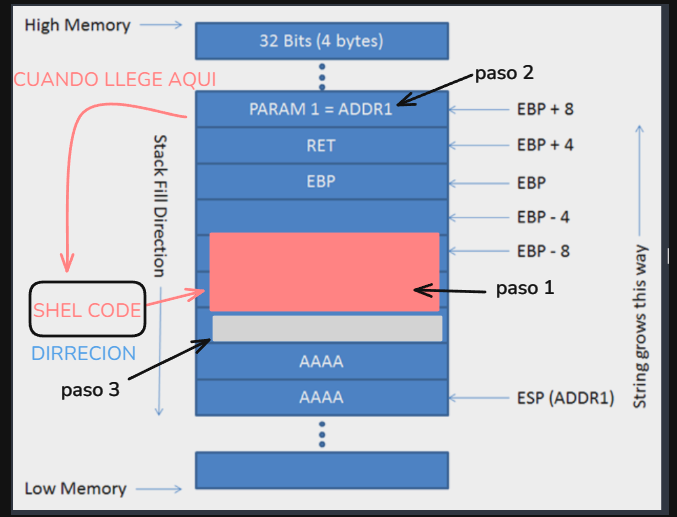 High Memory
32 Bits (4 bytes)
CUANDO LLEGE AQUI
paso 2
PARAM 1 = ADDR1
EBP + 8
RET
EBP + 4
EBP
EBP
EBP - 4
EBP - 8
Stack Fill Direction
String grows this way
paso 1
SHEL CODE
DIRRECION
paso 3
AAAA
AAAA
ESP (ADDR1)
Low Memory